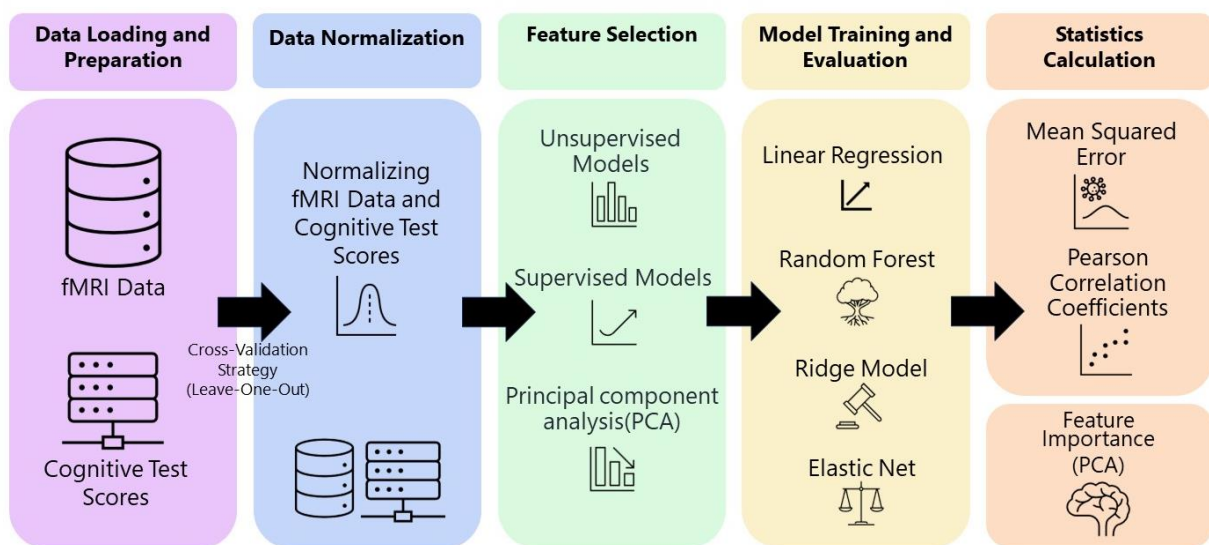 Data Loading and
Preparation
Data Normalization
Feature Selection
Model Training and
Evaluation
Statistics
Calculation
fMRI Data
Cognitive Test
Scores
Cross-Validation
Strategy
(Leave-One-Out)
Normalizing
fMRI Data and
Cognitive Test
Scores
Unsupervised
Models
Supervised Models
Principal component
analysis(PCA)
Linear Regression
Random Forest
Ridge Model
Elastic Net
Mean Squared
Error
Pearson
Correlation
Coefficients
Feature
Importance
(PCA)